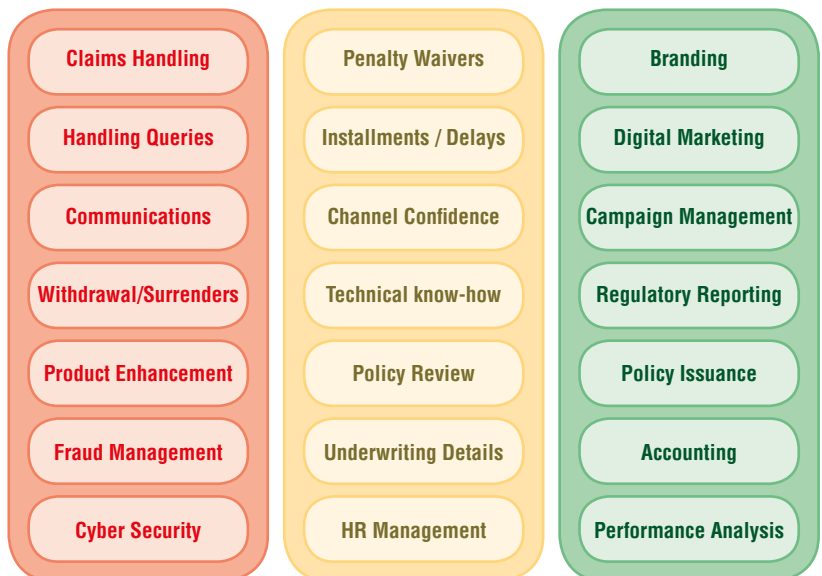 Claims Handling
Handling Queries
Communications
Withdrawal/Surrenders
Product Enhancement
Fraud Management
Cyber Security
Penalty Waivers
Installments / Delays
Channel Confidence
Technical know-how
Policy Review
Underwriting Details
HR Management
Branding
Digital Marketing
Campaign Management
Regulatory Reporting
Policy Issuance
Accounting
Performance Analysis